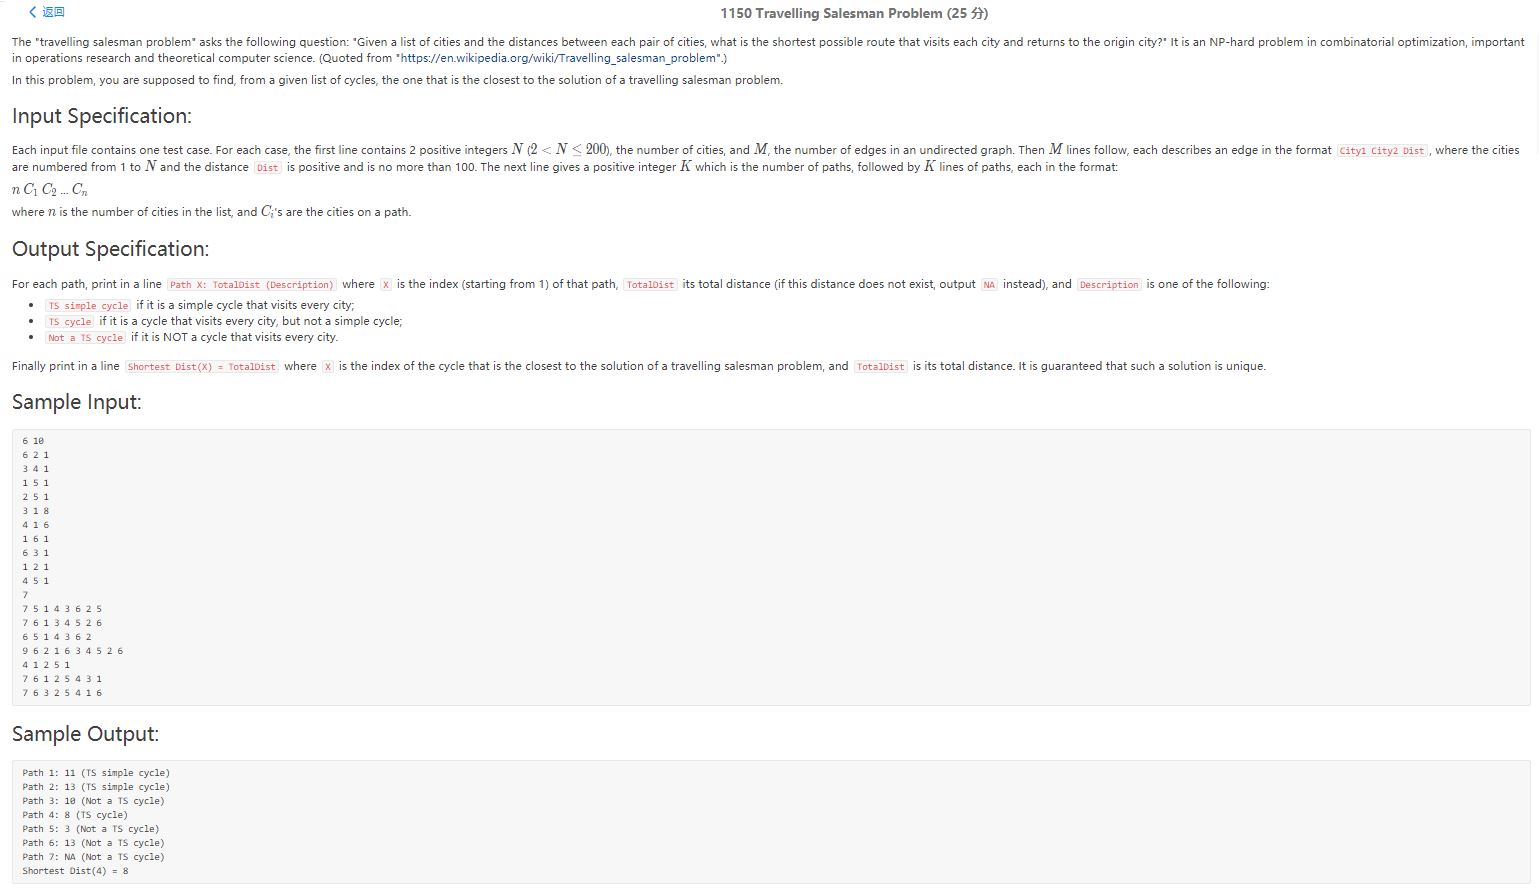 返回
1150 Travelling Salesman Problem (25 分)
The "travelling salesman problem" asks the following question: "Given a list of cities and the distances between each pair of cities, what is the shortest possible route that visits each city and returns to the origin city?" It is an NP-hard problem in combinatorial optimization, important
in operations research and theoretical computer science. (Quoted from "https://en.wikipedia.org/wiki/Travelling_salesman_problem".)
In this problem, you are supposed to find, from a given list of cycles, the one that is the closest to the solution of a travelling salesman problem.
Input Specification:
Each input file contains one test case. For each case, the first line contains 2 positive integers N (2 < N ≤ 200), the number of cities, and M, the number of edges in an undirected graph. Then M lines follow, each describes an edge in the format City1 City2 Dist, where the cities
are numbered from 1 to N and the distance Dist is positive and is no more than 100. The next line gives a positive integer K which is the number of paths, followed by K lines of paths, each in the format:
n C₁ C₂ ... Cₙ
where n is the number of cities in the list, and Cᵢ's are the cities on a path.
Output Specification:
For each path, print in a line Path X: TotalDist (Description) where X is the index (starting from 1) of that path, TotalDist its total distance (if this distance does not exist, output NA instead), and Description is one of the following:
• TS simple cycle if it is a simple cycle that visits every city;
• TS cycle if it is a cycle that visits every city, but not a simple cycle;
• Not a TS cycle if it is NOT a cycle that visits every city.
Finally print in a line Shortest Dist(X) = TotalDist where X is the index of the cycle that is the closest to the solution of a travelling salesman problem, and TotalDist is its total distance. It is guaranteed that such a solution is unique.
Sample Input:
6 10
6 2 1
3 4 1
1 5 1
2 5 1
3 1 8
4 1 6
1 6 1
6 3 1
1 2 1
4 5 1
7
7 5 1 4 3 6 2 5
7 6 1 3 4 5 2 6
6 5 1 4 3 6 2
9 6 2 1 6 3 4 5 2 6
4 1 2 5 1
7 6 1 2 5 4 3 1
7 6 3 2 5 4 1 6
Sample Output:
Path 1: 11 (TS simple cycle)
Path 2: 13 (TS simple cycle)
Path 3: 10 (Not a TS cycle)
Path 4: 8 (TS cycle)
Path 5: 3 (Not a TS cycle)
Path 6: 13 (Not a TS cycle)
Path 7: NA (Not a TS cycle)
Shortest Dist(4) = 8